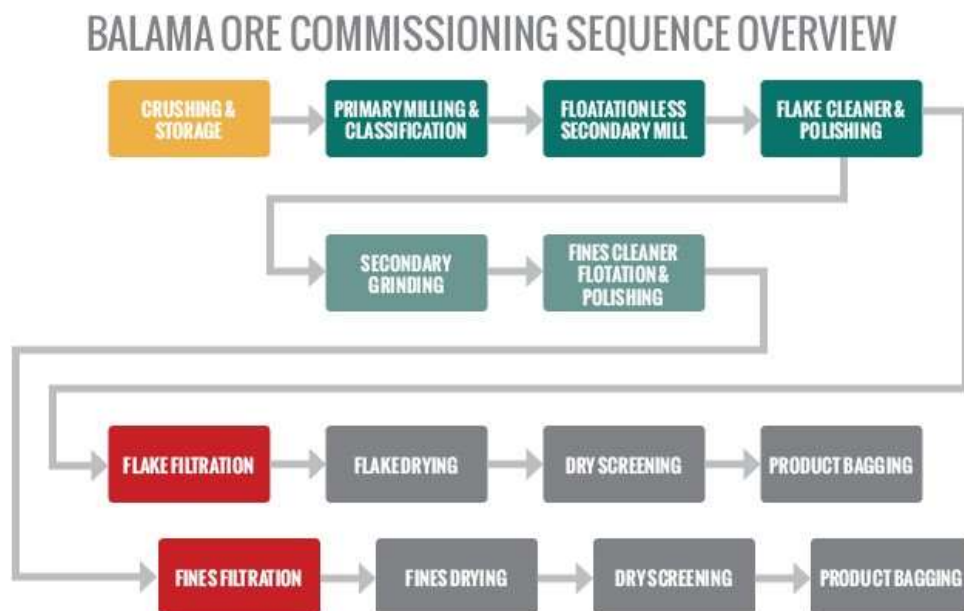 BALAMA ORE COMMISSIONING SEQUENCE OVERVIEW
CRUSHING &
STORAGE
PRIMARY MILLING &
CLASSIFICATION
FLOATATION LESS
SECONDARY MILL
FLAKE CLEANER &
POLISHING
SECONDARY
GRINDING
FINES CLEANER
FLOTATION &
POLISHING
FLAKE FILTRATION
FLAKE DRYING
DRY SCREENING
PRODUCT BAGGING
FINES FILTRATION
FINES DRYING
DRY SCREENING
PRODUCT BAGGING